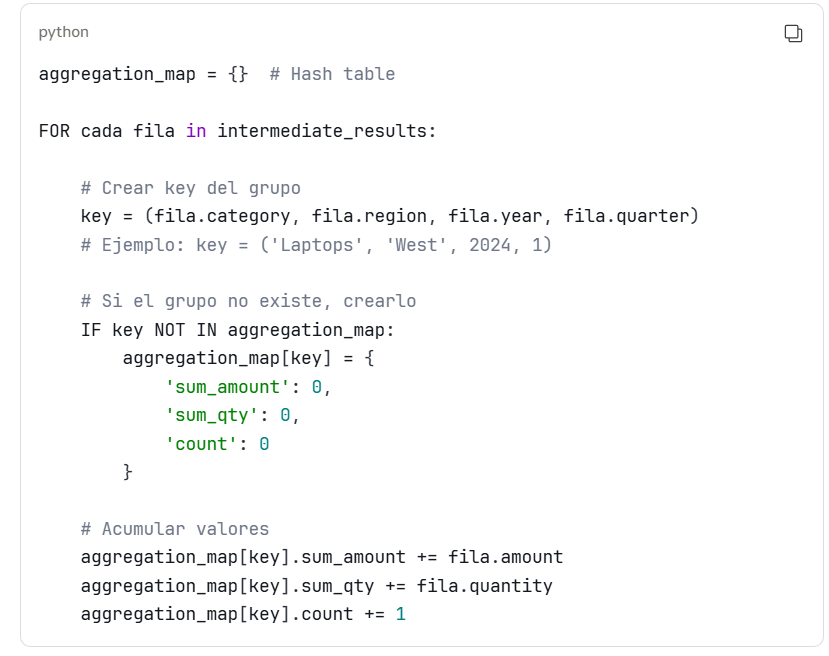 python
aggregation_map = {}  # Hash table
FOR cada fila in intermediate_results:
    # Crear key del grupo
    key = (fila.category, fila.region, fila.year, fila.quarter)
    # Ejemplo: key = ('Laptops', 'West', 2024, 1)
    # Si el grupo no existe, crearlo
    IF key NOT IN aggregation_map:
        aggregation_map[key] = {
            'sum_amount': 0,
            'sum_qty': 0,
            'count': 0
        }
    # Acumular valores
    aggregation_map[key].sum_amount += fila.amount
    aggregation_map[key].sum_qty += fila.quantity
    aggregation_map[key].count += 1